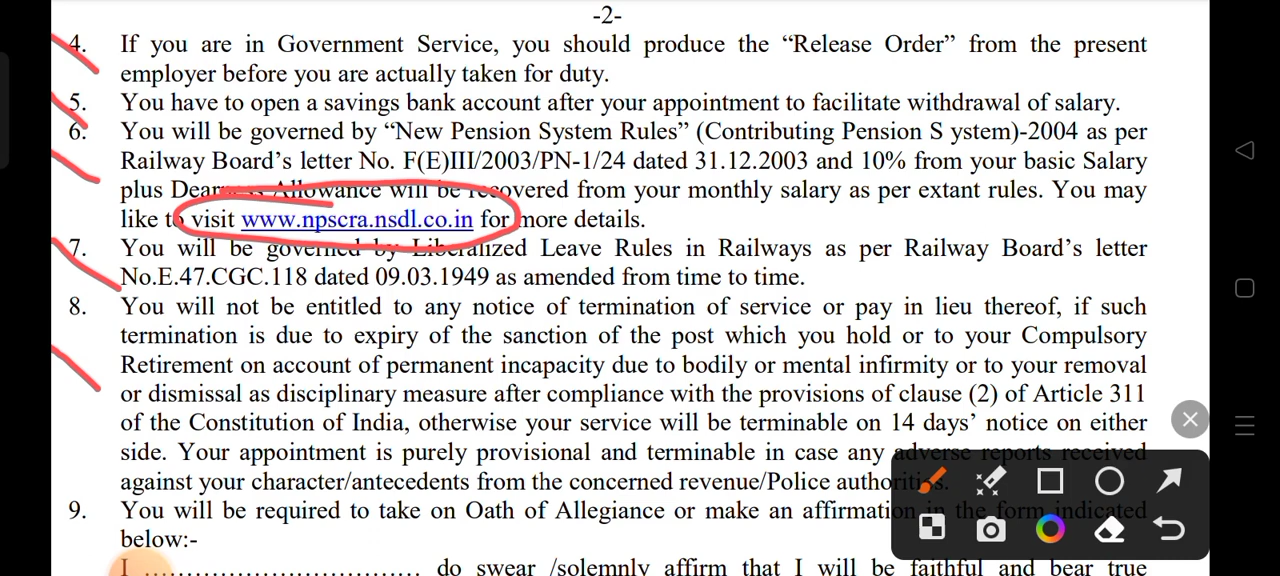 -2-
4. If you are in Government Service, you should produce the “Release Order” from the present
employer before you are actually taken for duty.
5. You have to open a savings bank account after your appointment to facilitate withdrawal of salary.
6. You will be governed by “New Pension System Rules” (Contributing Pension S ystem)-2004 as per
Railway Board’s letter No. F(E)III/2003/PN-1/24 dated 31.12.2003 and 10% from your basic Salary
plus Dearness Allowance will be recovered from your monthly salary as per extant rules. You may
like to visit www.npscra.nsdl.co.in for more details.
7. You will be governed by Liberalized Leave Rules in Railways as per Railway Board’s letter
No.E.47.CGC.118 dated 09.03.1949 as amended from time to time.
8. You will not be entitled to any notice of termination of service or pay in lieu thereof, if such
termination is due to expiry of the sanction of the post which you hold or to your Compulsory
Retirement on account of permanent incapacity due to bodily or mental infirmity or to your removal
or dismissal as disciplinary measure after compliance with the provisions of clause (2) of Article 311
of the Constitution of India, otherwise your service will be terminable on 14 days’ notice on either
side. Your appointment is purely provisional and terminable in case any adverse reports received
against your character/antecedents from the concerned revenue/Police authorities.
9. You will be required to take on Oath of Allegiance or make an affirmation in the form indicated
below:-
I ................................ do swear /solemnly affirm that I will be faithful and bear true